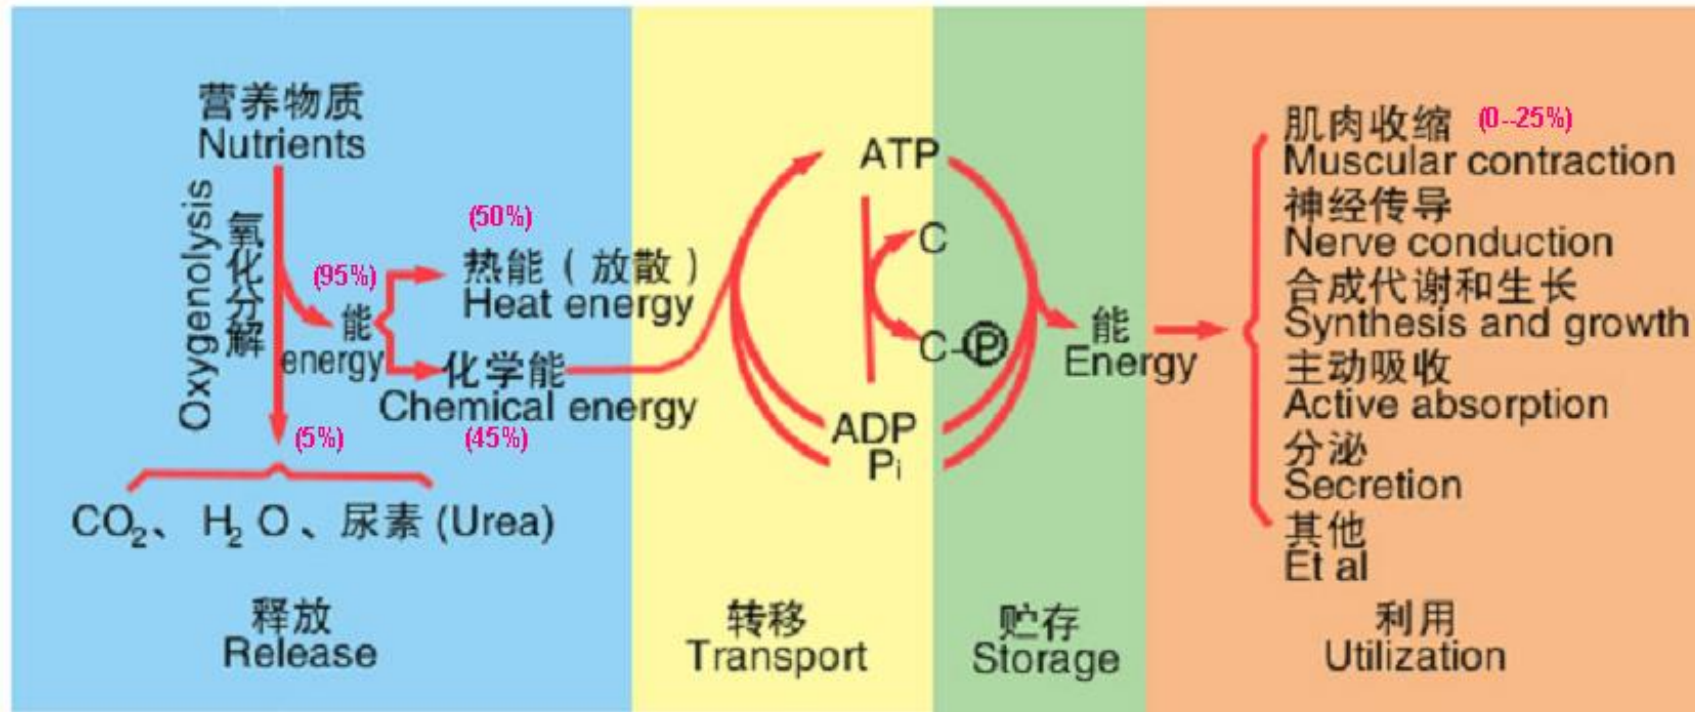 营养物质
Nutrients
Oxygenolysis
氧化分解
(95%)
能
energy
(50%)
热能（放散）
Heat energy
化学能
Chemical energy
(45%)
(5%)
CO₂、H₂O、尿素 (Urea)
释放
Release
ATP
C
C-Ⓟ
ADP
Pi
转移
Transport
能
Energy
贮存
Storage
肌肉收缩 (0--25%)
Muscular contraction
神经传导
Nerve conduction
合成代谢和生长
Synthesis and growth
主动吸收
Active absorption
分泌
Secretion
其他
Et al
利用
Utilization